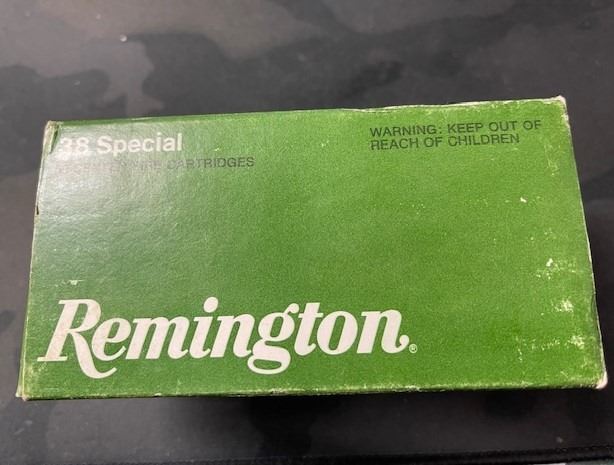 38 Special
CARTRIDGES
WARNING: KEEP OUT OF
REACH OF CHILDREN
Remington®